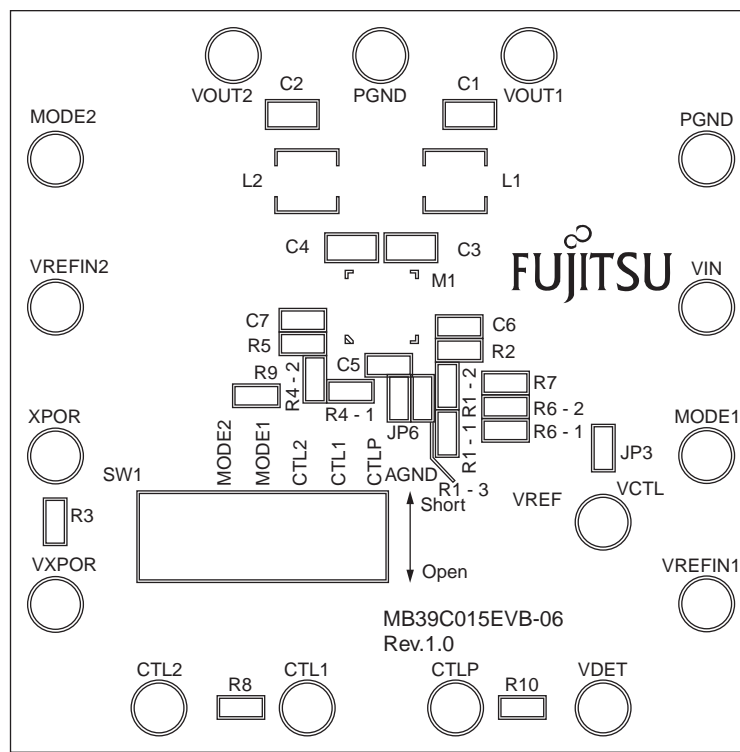 VOUT2
PGND
VOUT1
C2
C1
MODE2
PGND
L2
L1
C4
C3
M1
FUJITSU
VREFIN2
VIN
C7
C6
R5
R2
C5
R9
R4 - 2
R4 - 1
R1 - 2
R7
R6 - 2
R6 - 1
JP6
R1 - 1
R1 - 3
XPOR
MODE1
JP3
SW1
MODE2
MODE1
CTL2
CTL1
CTLP
AGND
Short
Open
R3
VREF
VCTL
VXPOR
VREFIN1
MB39C015EVB-06
Rev.1.0
CTL2
R8
CTL1
CTLP
R10
VDET